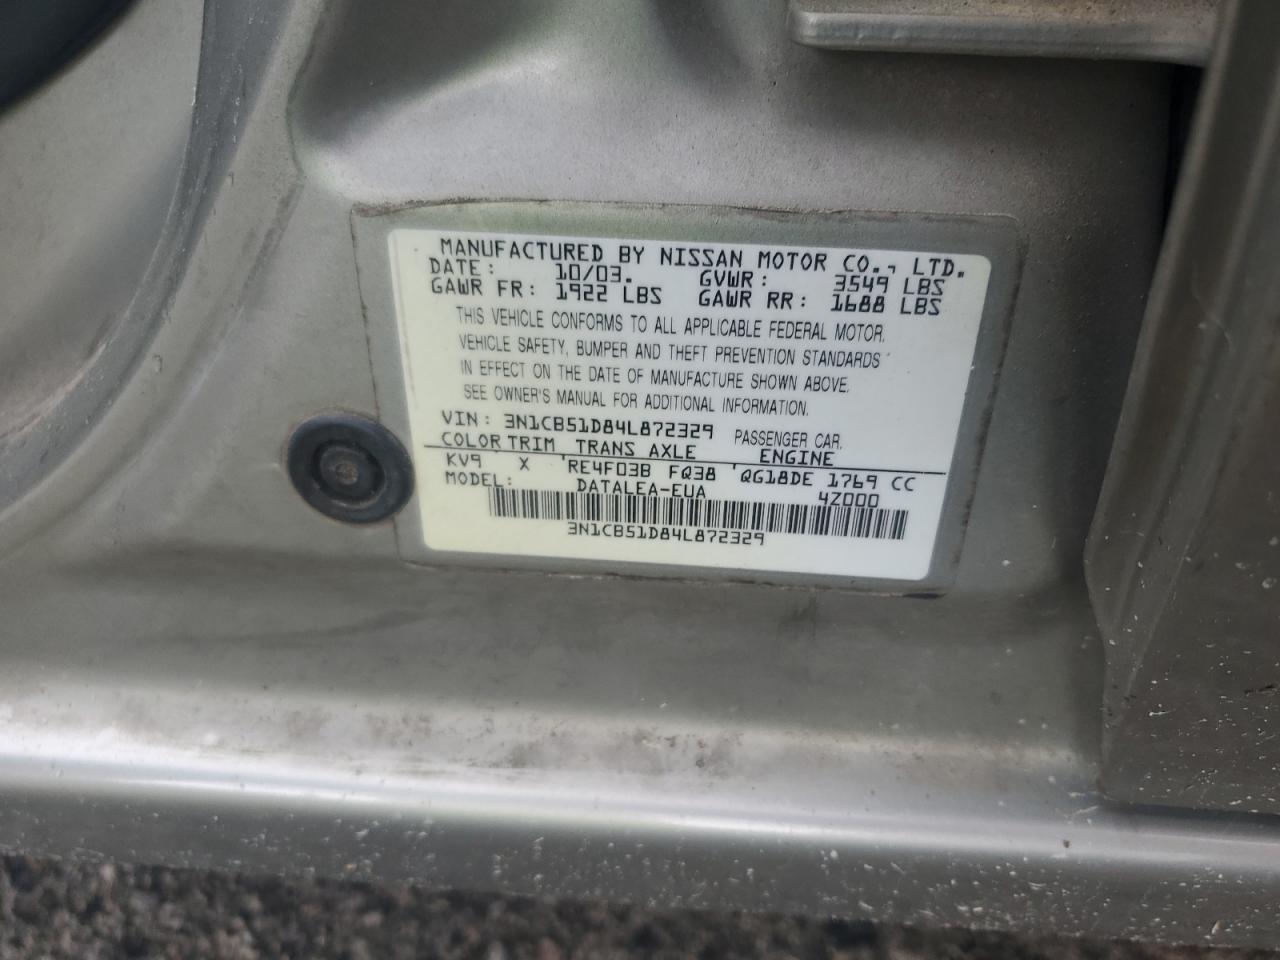 MANUFACTURED BY NISSAN MOTOR CO., LTD.
DATE: 10/03. GVWR: 3549 LBS
GAWR FR: 1922 LBS GAWR RR: 1688 LBS
THIS VEHICLE CONFORMS TO ALL APPLICABLE FEDERAL MOTOR.
VEHICLE SAFETY, BUMPER AND THEFT PREVENTION STANDARDS
IN EFFECT ON THE DATE OF MANUFACTURE SHOWN ABOVE.
SEE OWNER'S MANUAL FOR ADDITIONAL INFORMATION.
VIN: 3N1CB51D84L872329 PASSENGER CAR.
COLOR TRIM TRANS AXLE ENGINE
KV9 X RE4F03B FQ38 QG18DE 1769 CC
MODEL: DATALEA-EUA 4Z000
3N1CB51D84L872329